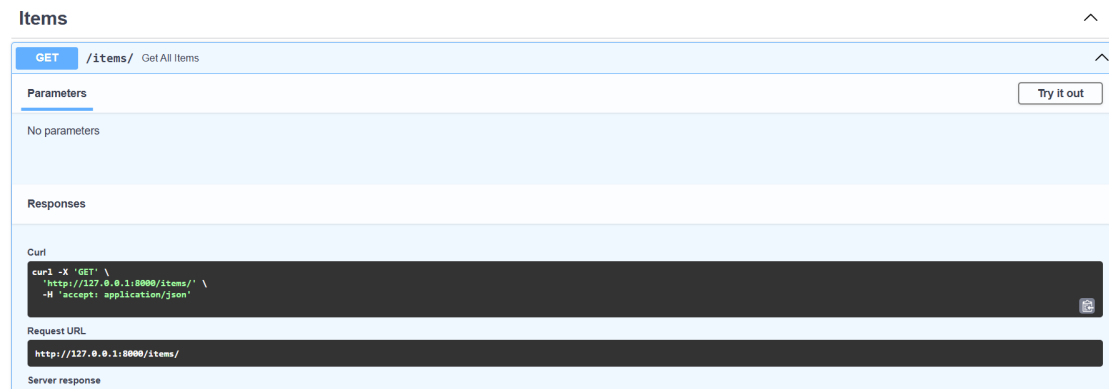 Items
GET /items/ Get All Items
Parameters
Try it out
No parameters
Responses
Curl
curl -X 'GET' \
'http://127.0.0.1:8000/items/' \
-H 'accept: application/json'
Request URL
http://127.0.0.1:8000/items/
Server response